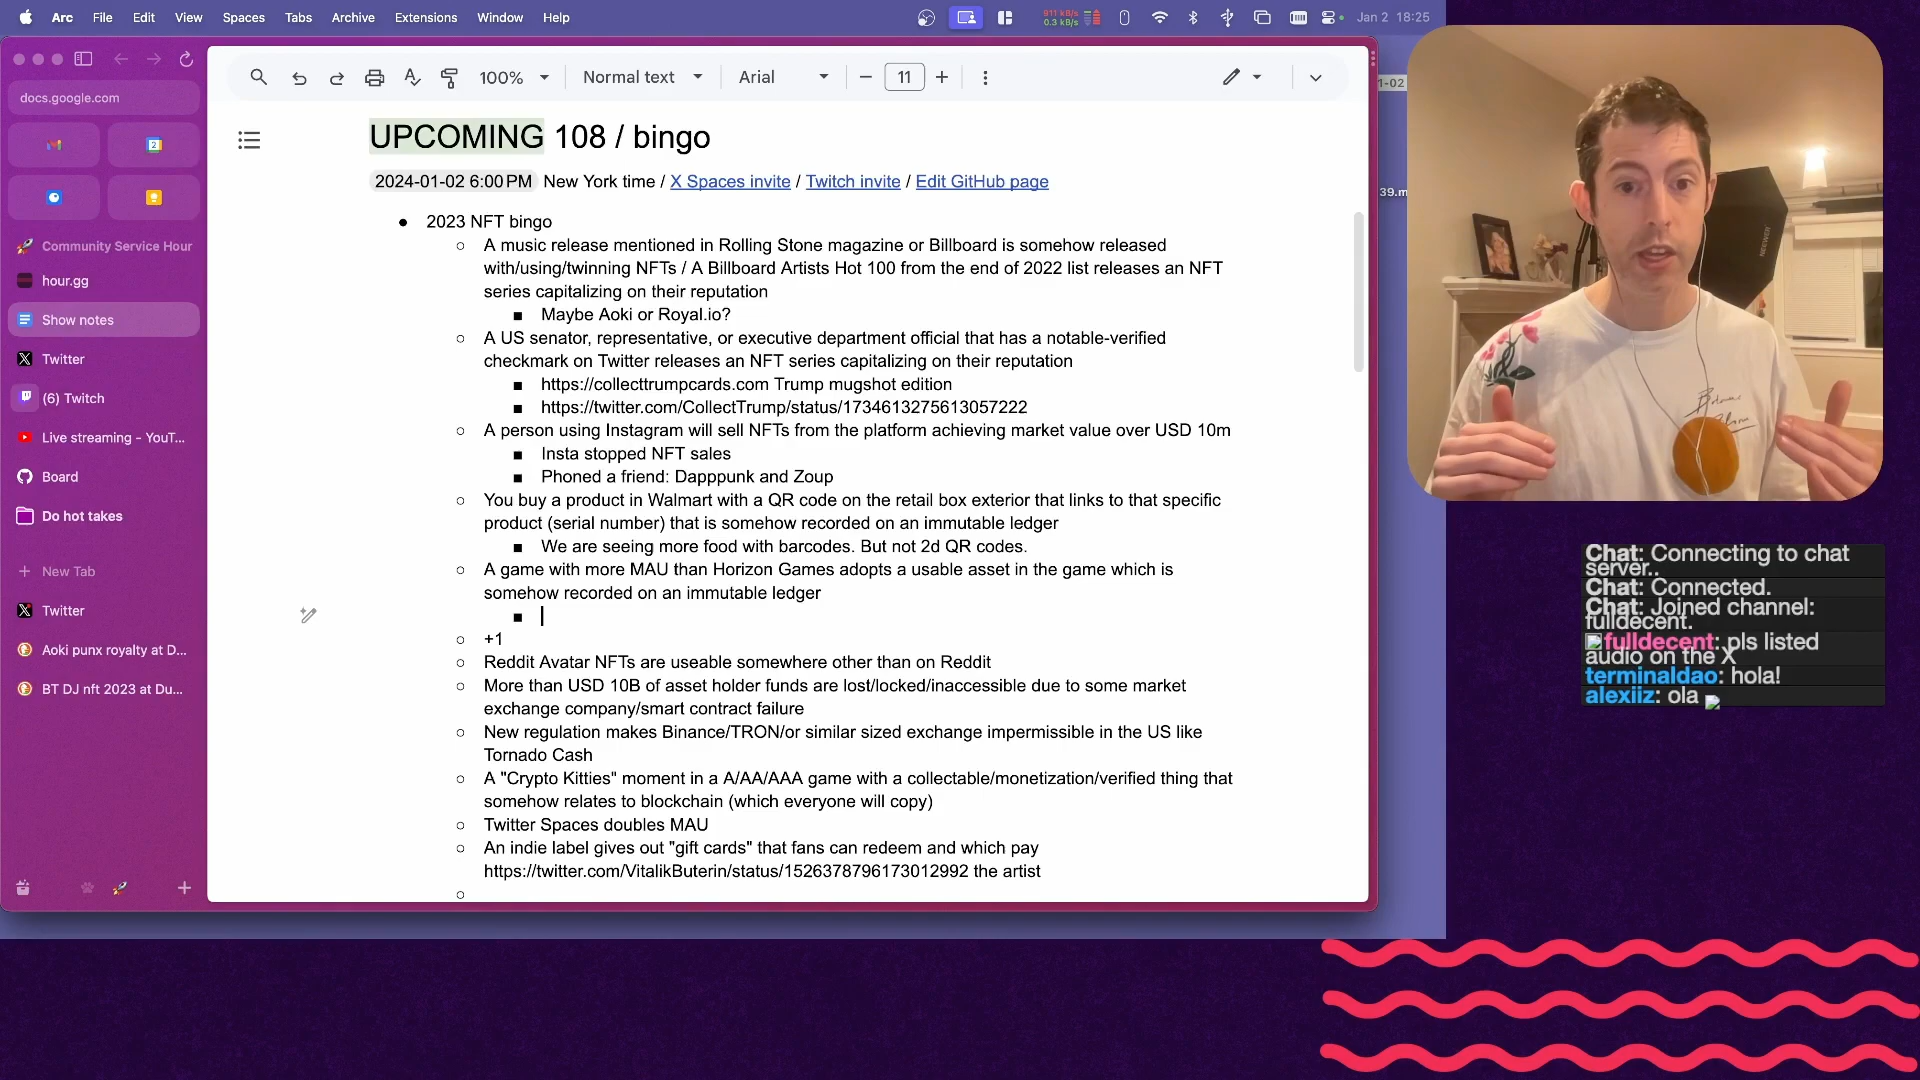 Arc File Edit View Spaces Tabs Archive Extensions Window Help
911 kB/s
0.3 kB/s
Jan 2 18:25
docs.google.com
2
Community Service Hour
hour.gg
Show notes
Twitter
(6) Twitch
Live streaming - YouT...
Board
Do hot takes
New Tab
Twitter
Aoki punx royalty at D...
BT DJ nft 2023 at Du...
100% Normal text Arial 11
UPCOMING 108 / bingo
2024-01-02 6:00 PM New York time / X Spaces invite / Twitch invite / Edit GitHub page
● 2023 NFT bingo
○ A music release mentioned in Rolling Stone magazine or Billboard is somehow released
with/using/twinning NFTs / A Billboard Artists Hot 100 from the end of 2022 list releases an NFT
series capitalizing on their reputation
■ Maybe Aoki or Royal.io?
○ A US senator, representative, or executive department official that has a notable-verified
checkmark on Twitter releases an NFT series capitalizing on their reputation
■ https://collecttrumpcards.com Trump mugshot edition
■ https://twitter.com/CollectTrump/status/1734613275613057222
○ A person using Instagram will sell NFTs from the platform achieving market value over USD 10m
■ Insta stopped NFT sales
■ Phoned a friend: Dapppunk and Zoup
○ You buy a product in Walmart with a QR code on the retail box exterior that links to that specific
product (serial number) that is somehow recorded on an immutable ledger
■ We are seeing more food with barcodes. But not 2d QR codes.
○ A game with more MAU than Horizon Games adopts a usable asset in the game which is
somehow recorded on an immutable ledger
■
○ +1
○ Reddit Avatar NFTs are useable somewhere other than on Reddit
○ More than USD 10B of asset holder funds are lost/locked/inaccessible due to some market
exchange company/smart contract failure
○ New regulation makes Binance/TRON/or similar sized exchange impermissible in the US like
Tornado Cash
○ A "Crypto Kitties" moment in a A/AA/AAA game with a collectable/monetization/verified thing that
somehow relates to blockchain (which everyone will copy)
○ Twitter Spaces doubles MAU
○ An indie label gives out "gift cards" that fans can redeem and which pay
https://twitter.com/VitalikButerin/status/1526378796173012992 the artist
○
1-02
39.m
NEEWER
Chat: Connecting to chat
server..
Chat: Connected.
Chat: Joined channel:
fulldecent.
fulldecent: pls listed
audio on the X
terminaldao: hola!
alexiiz: ola